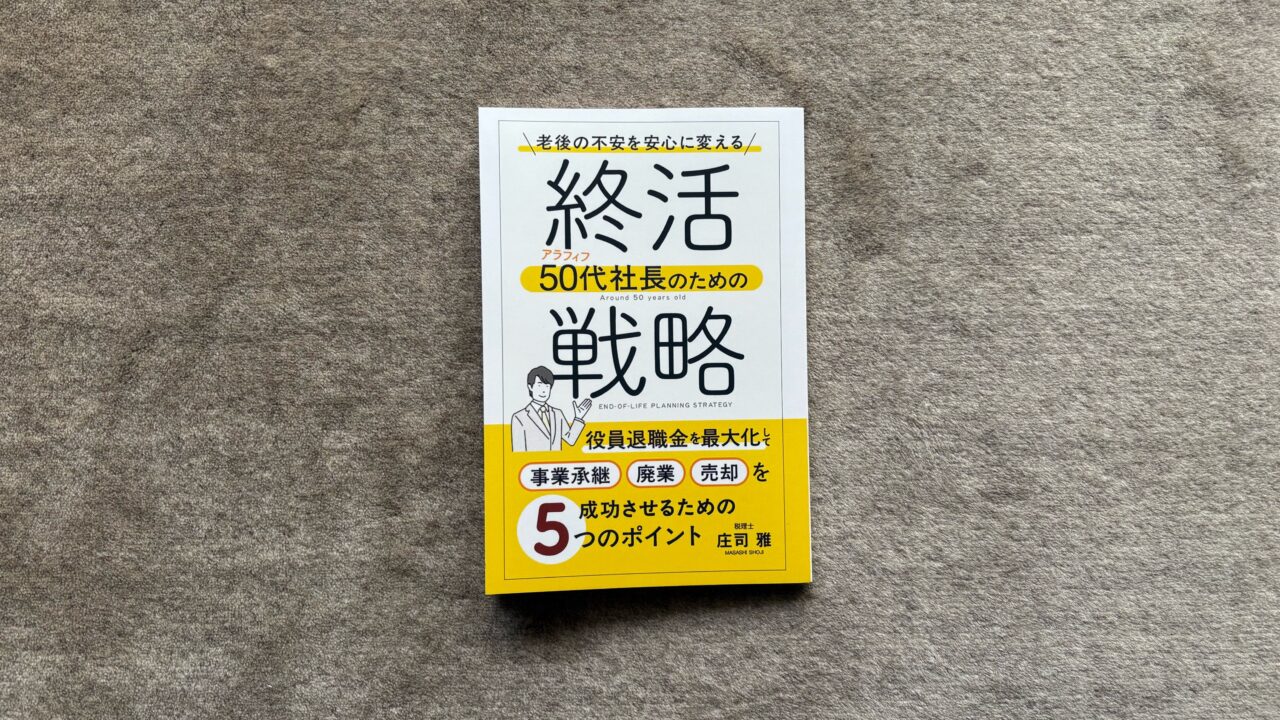 老後の不安を安心に変える
終活
アラフィフ
50代社長のための
Around 50 years old
戦略
END-OF-LIFE PLANNING STRATEGY
役員退職金を最大化して
事業承継 廃業 売却 を
成功させるための
5つのポイント
税理士
庄司 雅
MASASHI SHOJI